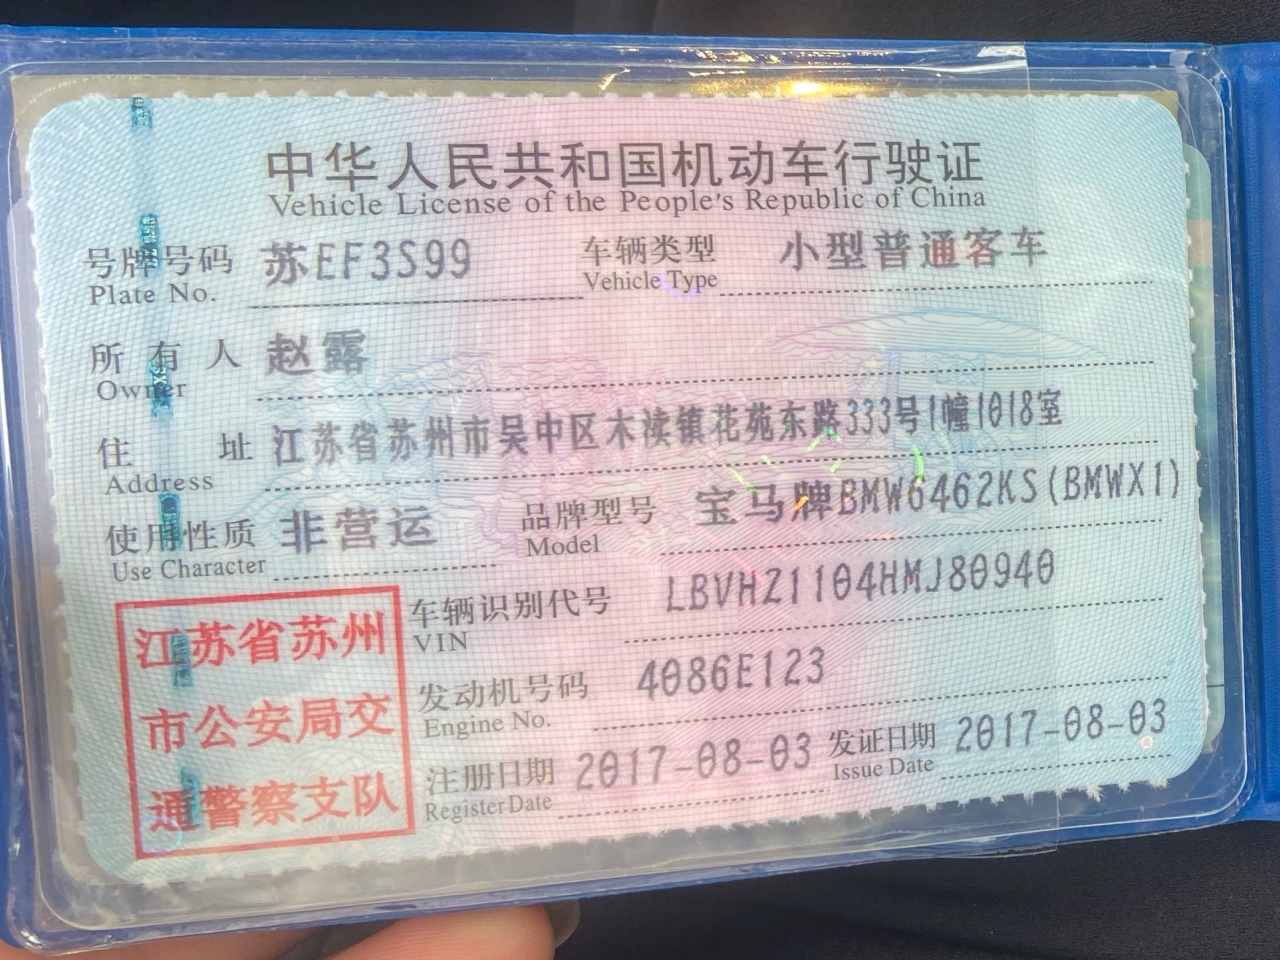 中华人民共和国机动车行驶证
Vehicle License of the People's Republic of China
号牌号码 苏EF3S99 车辆类型 小型普通客车
Plate No. Vehicle Type
所有人 赵露
Owner
住址 江苏省苏州市吴中区木渎镇花苑东路333号1幢1018室
Address
使用性质 非营运 品牌型号 宝马牌BMW6462KS(BMWX1)
Use Character Model
车辆识别代号 LBVHZ1104HMJ80940
VIN
发动机号码 4086E123
Engine No.
注册日期 2017-08-03 发证日期 2017-08-03
Register Date Issue Date
江苏省苏州
市公安局交
通警察支队